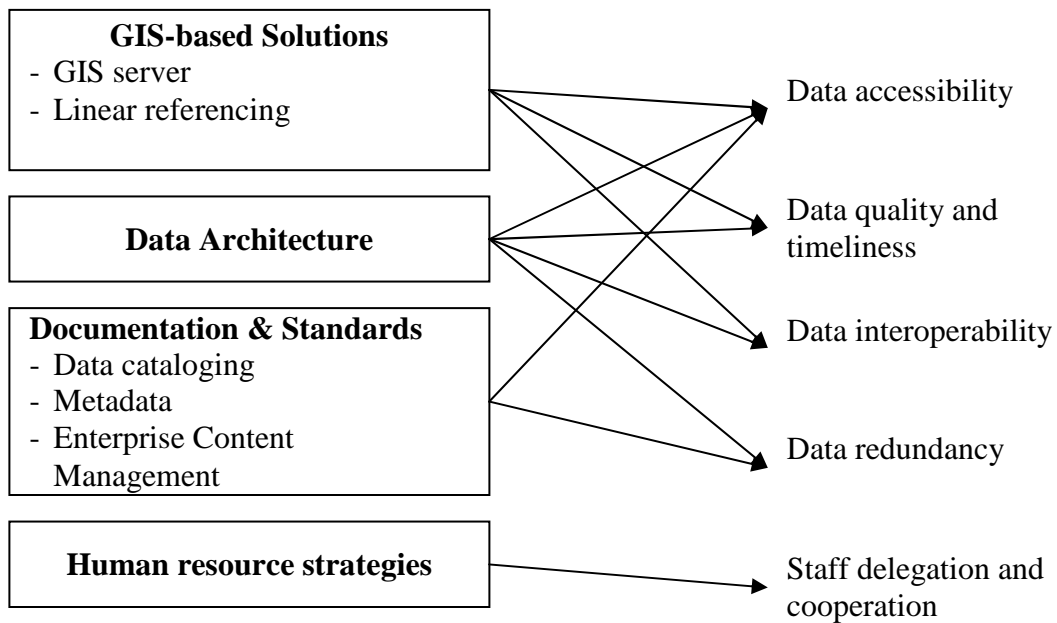 GIS-based Solutions
- GIS server
- Linear referencing
Data Architecture
Documentation & Standards
- Data cataloging
- Metadata
- Enterprise Content
Management
Human resource strategies
Data accessibility
Data quality and
timeliness
Data interoperability
Data redundancy
Staff delegation and
cooperation